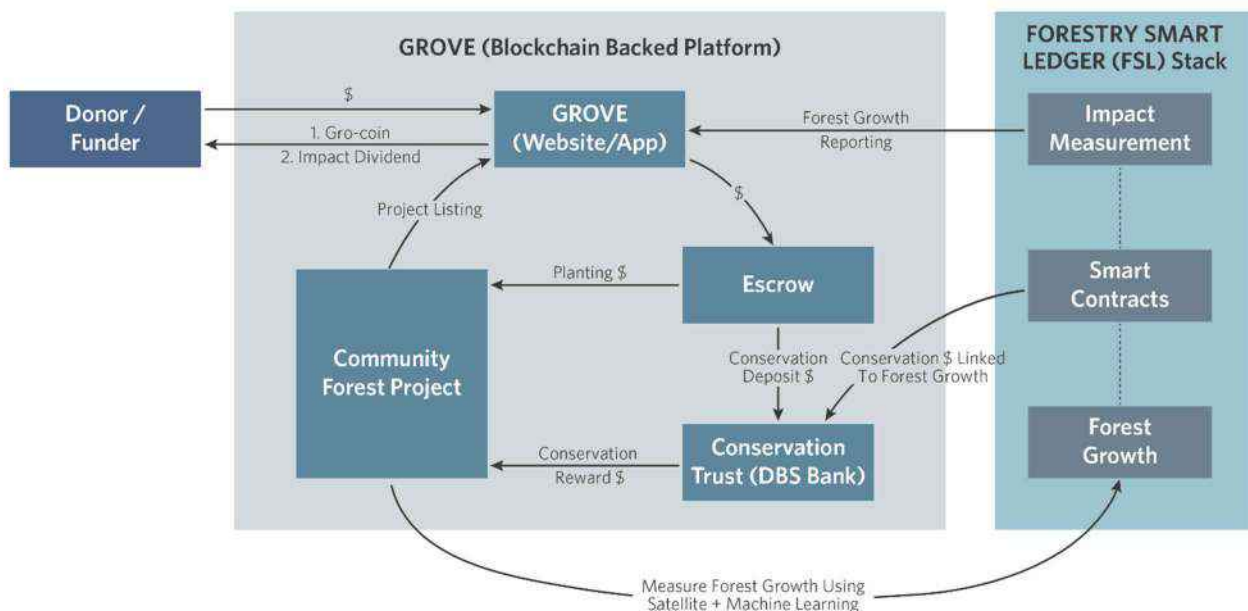 GROVE (Blockchain Backed Platform)
FORESTRY SMART
LEDGER (FSL) Stack
Donor /
Funder
$
1. Gro-coin
2. Impact Dividend
GROVE
(Website/App)
Forest Growth
Reporting
Impact
Measurement
Project Listing
$
Community
Forest Project
Planting $
Escrow
Smart
Contracts
Conservation
Deposit $
Conservation $ Linked
To Forest Growth
Conservation
Reward $
Conservation
Trust (DBS Bank)
Forest
Growth
Measure Forest Growth Using
Satellite + Machine Learning